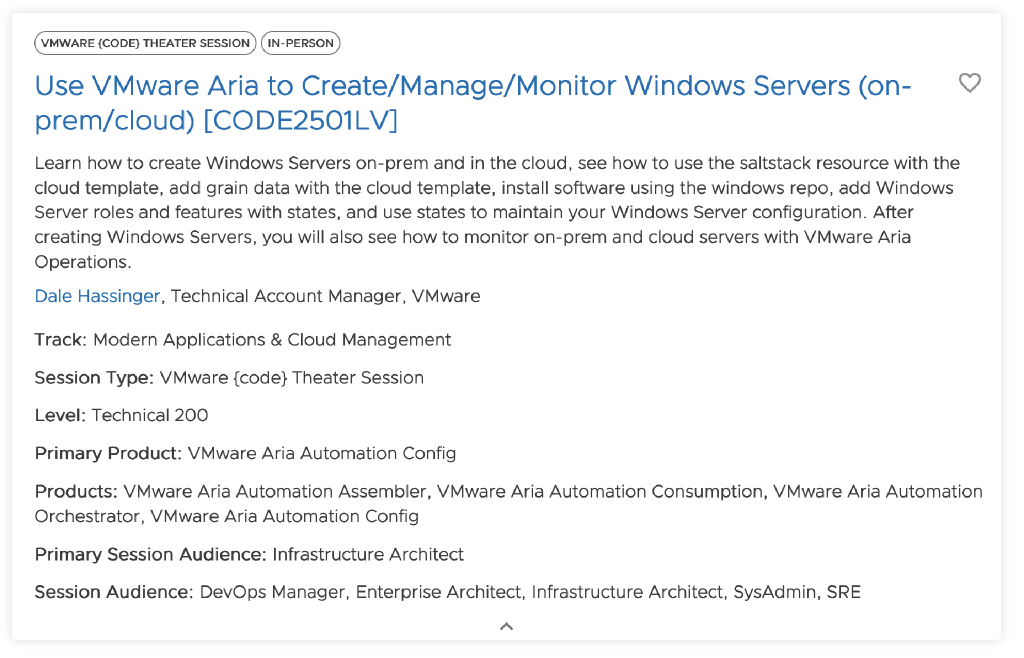 VMWARE {CODE} THEATER SESSION IN-PERSON
Use VMware Aria to Create/Manage/Monitor Windows Servers (on-
prem/cloud) [CODE2501LV]
Learn how to create Windows Servers on-prem and in the cloud, see how to use the saltstack resource with the
cloud template, add grain data with the cloud template, install software using the windows repo, add Windows
Server roles and features with states, and use states to maintain your Windows Server configuration. After
creating Windows Servers, you will also see how to monitor on-prem and cloud servers with VMware Aria
Operations.
Dale Hassinger, Technical Account Manager, VMware
Track: Modern Applications & Cloud Management
Session Type: VMware {code} Theater Session
Level: Technical 200
Primary Product: VMware Aria Automation Config
Products: VMware Aria Automation Assembler, VMware Aria Automation Consumption, VMware Aria Automation
Orchestrator, VMware Aria Automation Config
Primary Session Audience: Infrastructure Architect
Session Audience: DevOps Manager, Enterprise Architect, Infrastructure Architect, SysAdmin, SRE